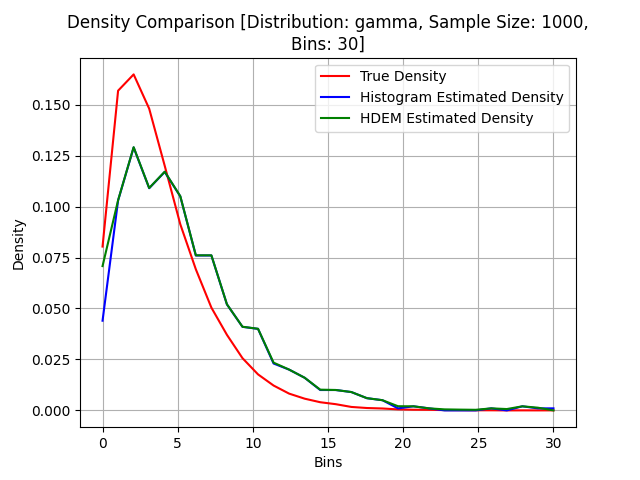 Density Comparison [Distribution: gamma, Sample Size: 1000,
Bins: 30]
True Density
Histogram Estimated Density
HDEM Estimated Density
Density
0.150
0.125
0.100
0.075
0.050
0.025
0.000
0 5 10 15 20 25 30
Bins